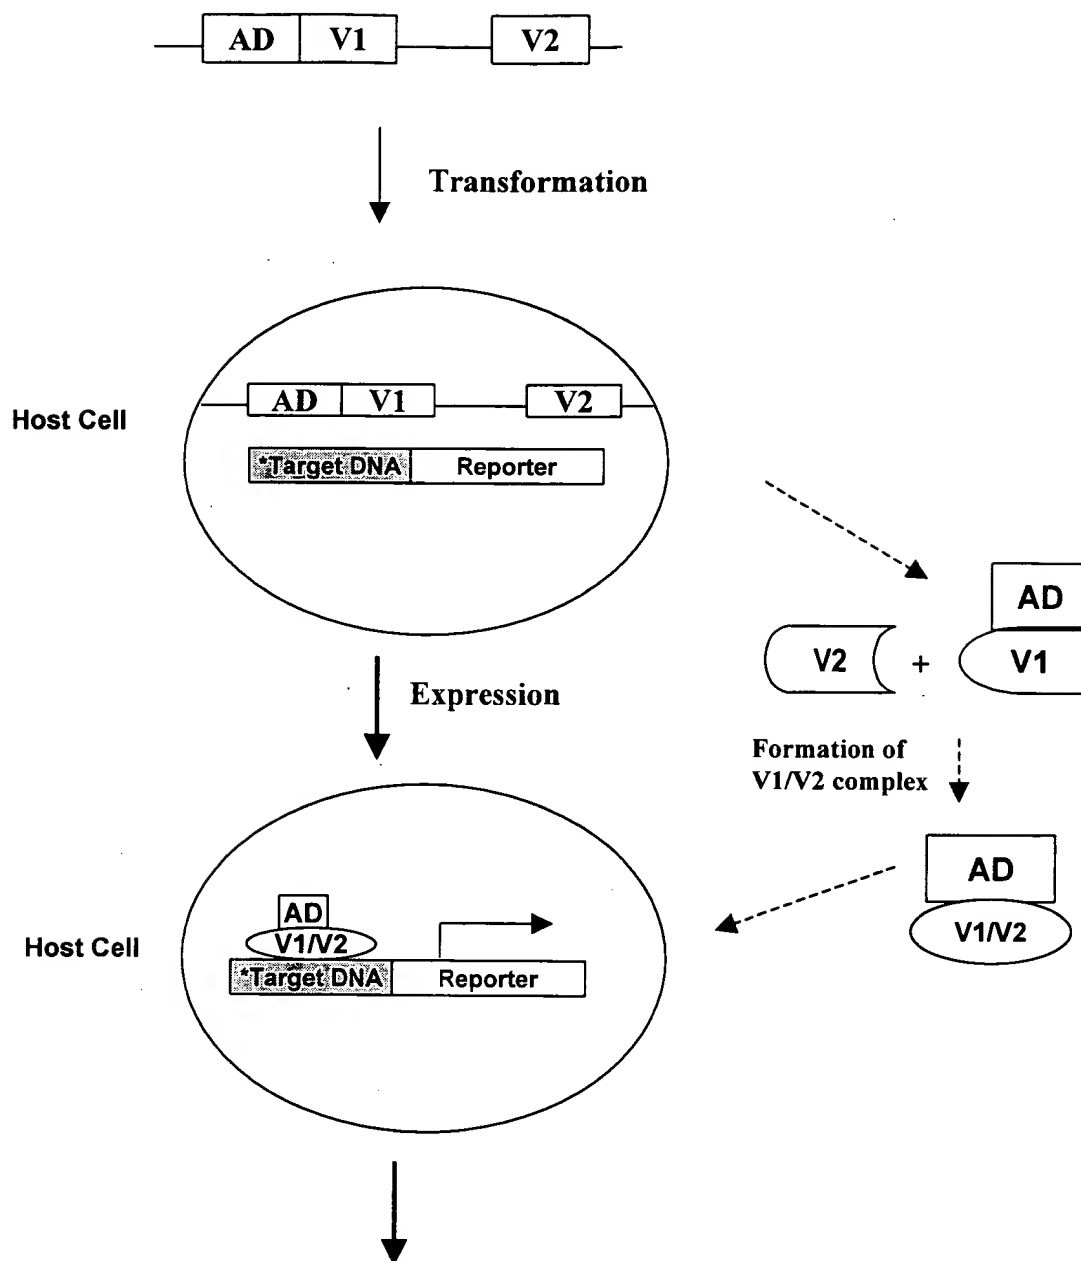 AD V1 V2
Transformation
Host Cell
AD V1 V2
*Target DNA Reporter
AD
V2 + V1
Expression
Formation of
V1/V2 complex
AD
V1/V2
Host Cell
AD
V1/V2
*Target DNA Reporter